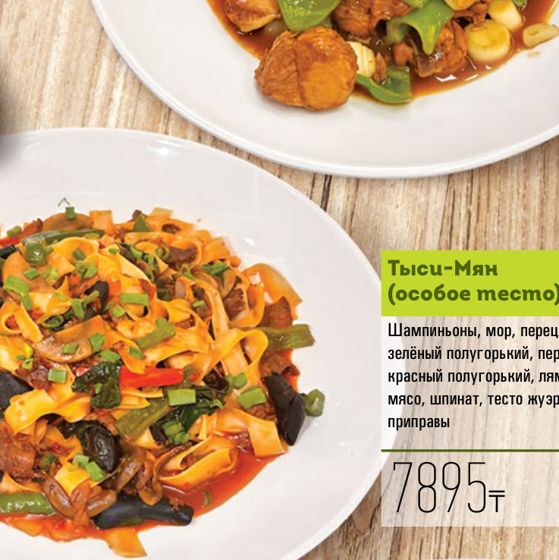 Тыси-Мян
(особое тесто)
Шампиньоны, мор, перец
зелёный полугорький,
красный полугорький,
мясо, шпинат, тесто
приправы
7895₸